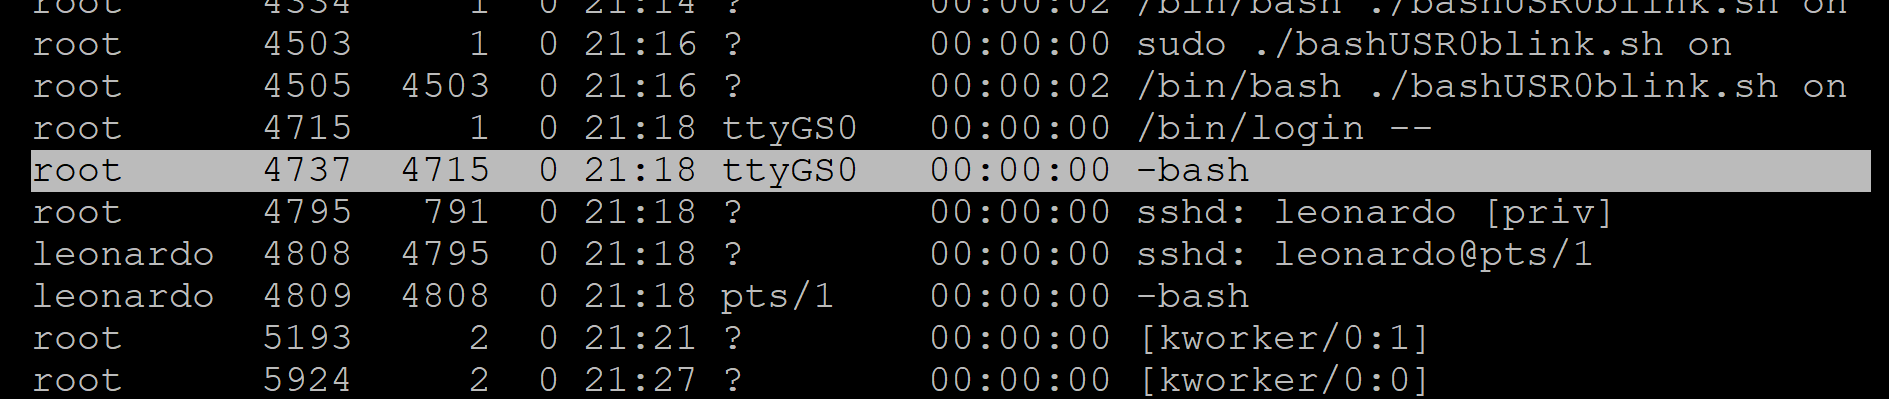 root 4334 1 0 21:14 ? 00:00:02 /bin/bash ./bashUSR0blink.sh on
root 4503 1 0 21:16 ? 00:00:00 sudo ./bashUSR0blink.sh on
root 4505 4503 0 21:16 ? 00:00:02 /bin/bash ./bashUSR0blink.sh on
root 4715 1 0 21:18 ttyGS0 00:00:00 /bin/login --
root 4737 4715 0 21:18 ttyGS0 00:00:00 -bash
root 4795 791 0 21:18 ? 00:00:00 sshd: leonardo [priv]
leonardo 4808 4795 0 21:18 ? 00:00:00 sshd: leonardo@pts/1
leonardo 4809 4808 0 21:18 pts/1 00:00:00 -bash
root 5193 2 0 21:21 ? 00:00:00 [kworker/0:1]
root 5924 2 0 21:27 ? 00:00:00 [kworker/0:0]